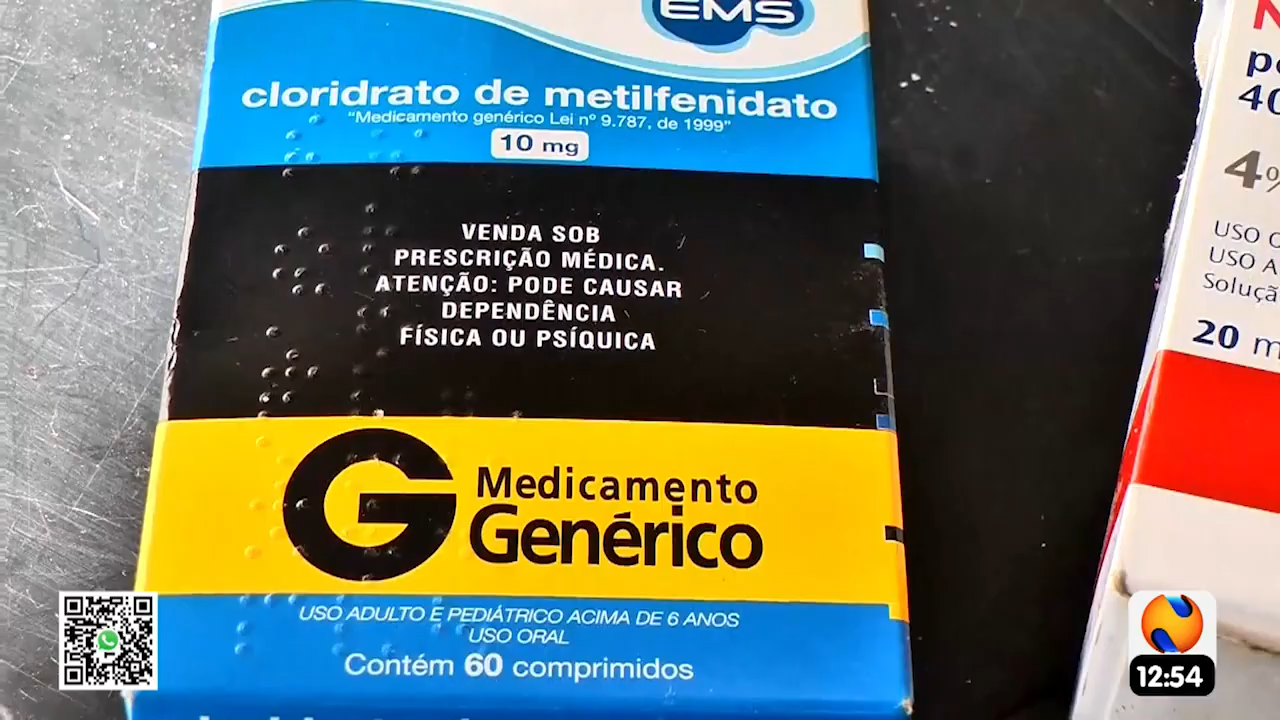 EMS
cloridrato de metilfenidato
"Medicamento genérico Lei nº 9.787, de 1999"
10 mg
VENDA SOB
PRESCRIÇÃO MÉDICA.
ATENÇÃO: PODE CAUSAR
DEPENDÊNCIA
FÍSICA OU PSÍQUICA
G
Medicamento
Genérico
USO ADULTO E PEDIÁTRICO ACIMA DE 6 ANOS
USO ORAL
Contém 60 comprimidos
4%
USO
USO
20
12:54